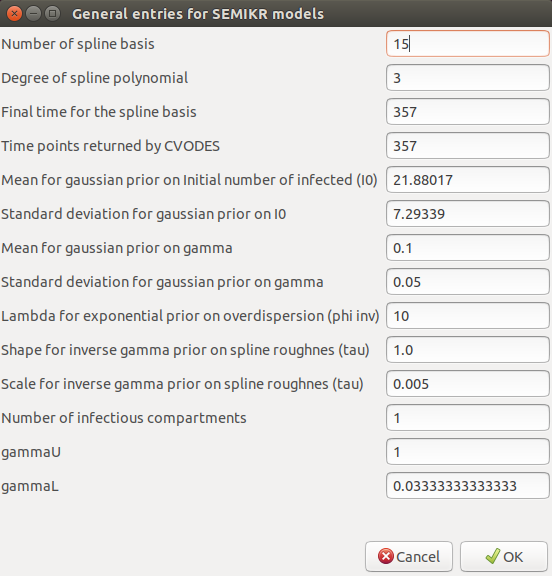 General entries for SEMIKR models
Number of spline basis 15
Degree of spline polynomial 3
Final time for the spline basis 357
Time points returned by CVODES 357
Mean for gaussian prior on Initial number of infected (I0) 21.88017
Standard deviation for gaussian prior on I0 7.29339
Mean for gaussian prior on gamma 0.1
Standard deviation for gaussian prior on gamma 0.05
Lambda for exponential prior on overdispersion (phi inv) 10
Shape for inverse gamma prior on spline roughnes (tau) 1.0
Scale for inverse gamma prior on spline roughnes (tau) 0.005
Number of infectious compartments 1
gammaU 1
gammaL 0.03333333333333
Cancel OK